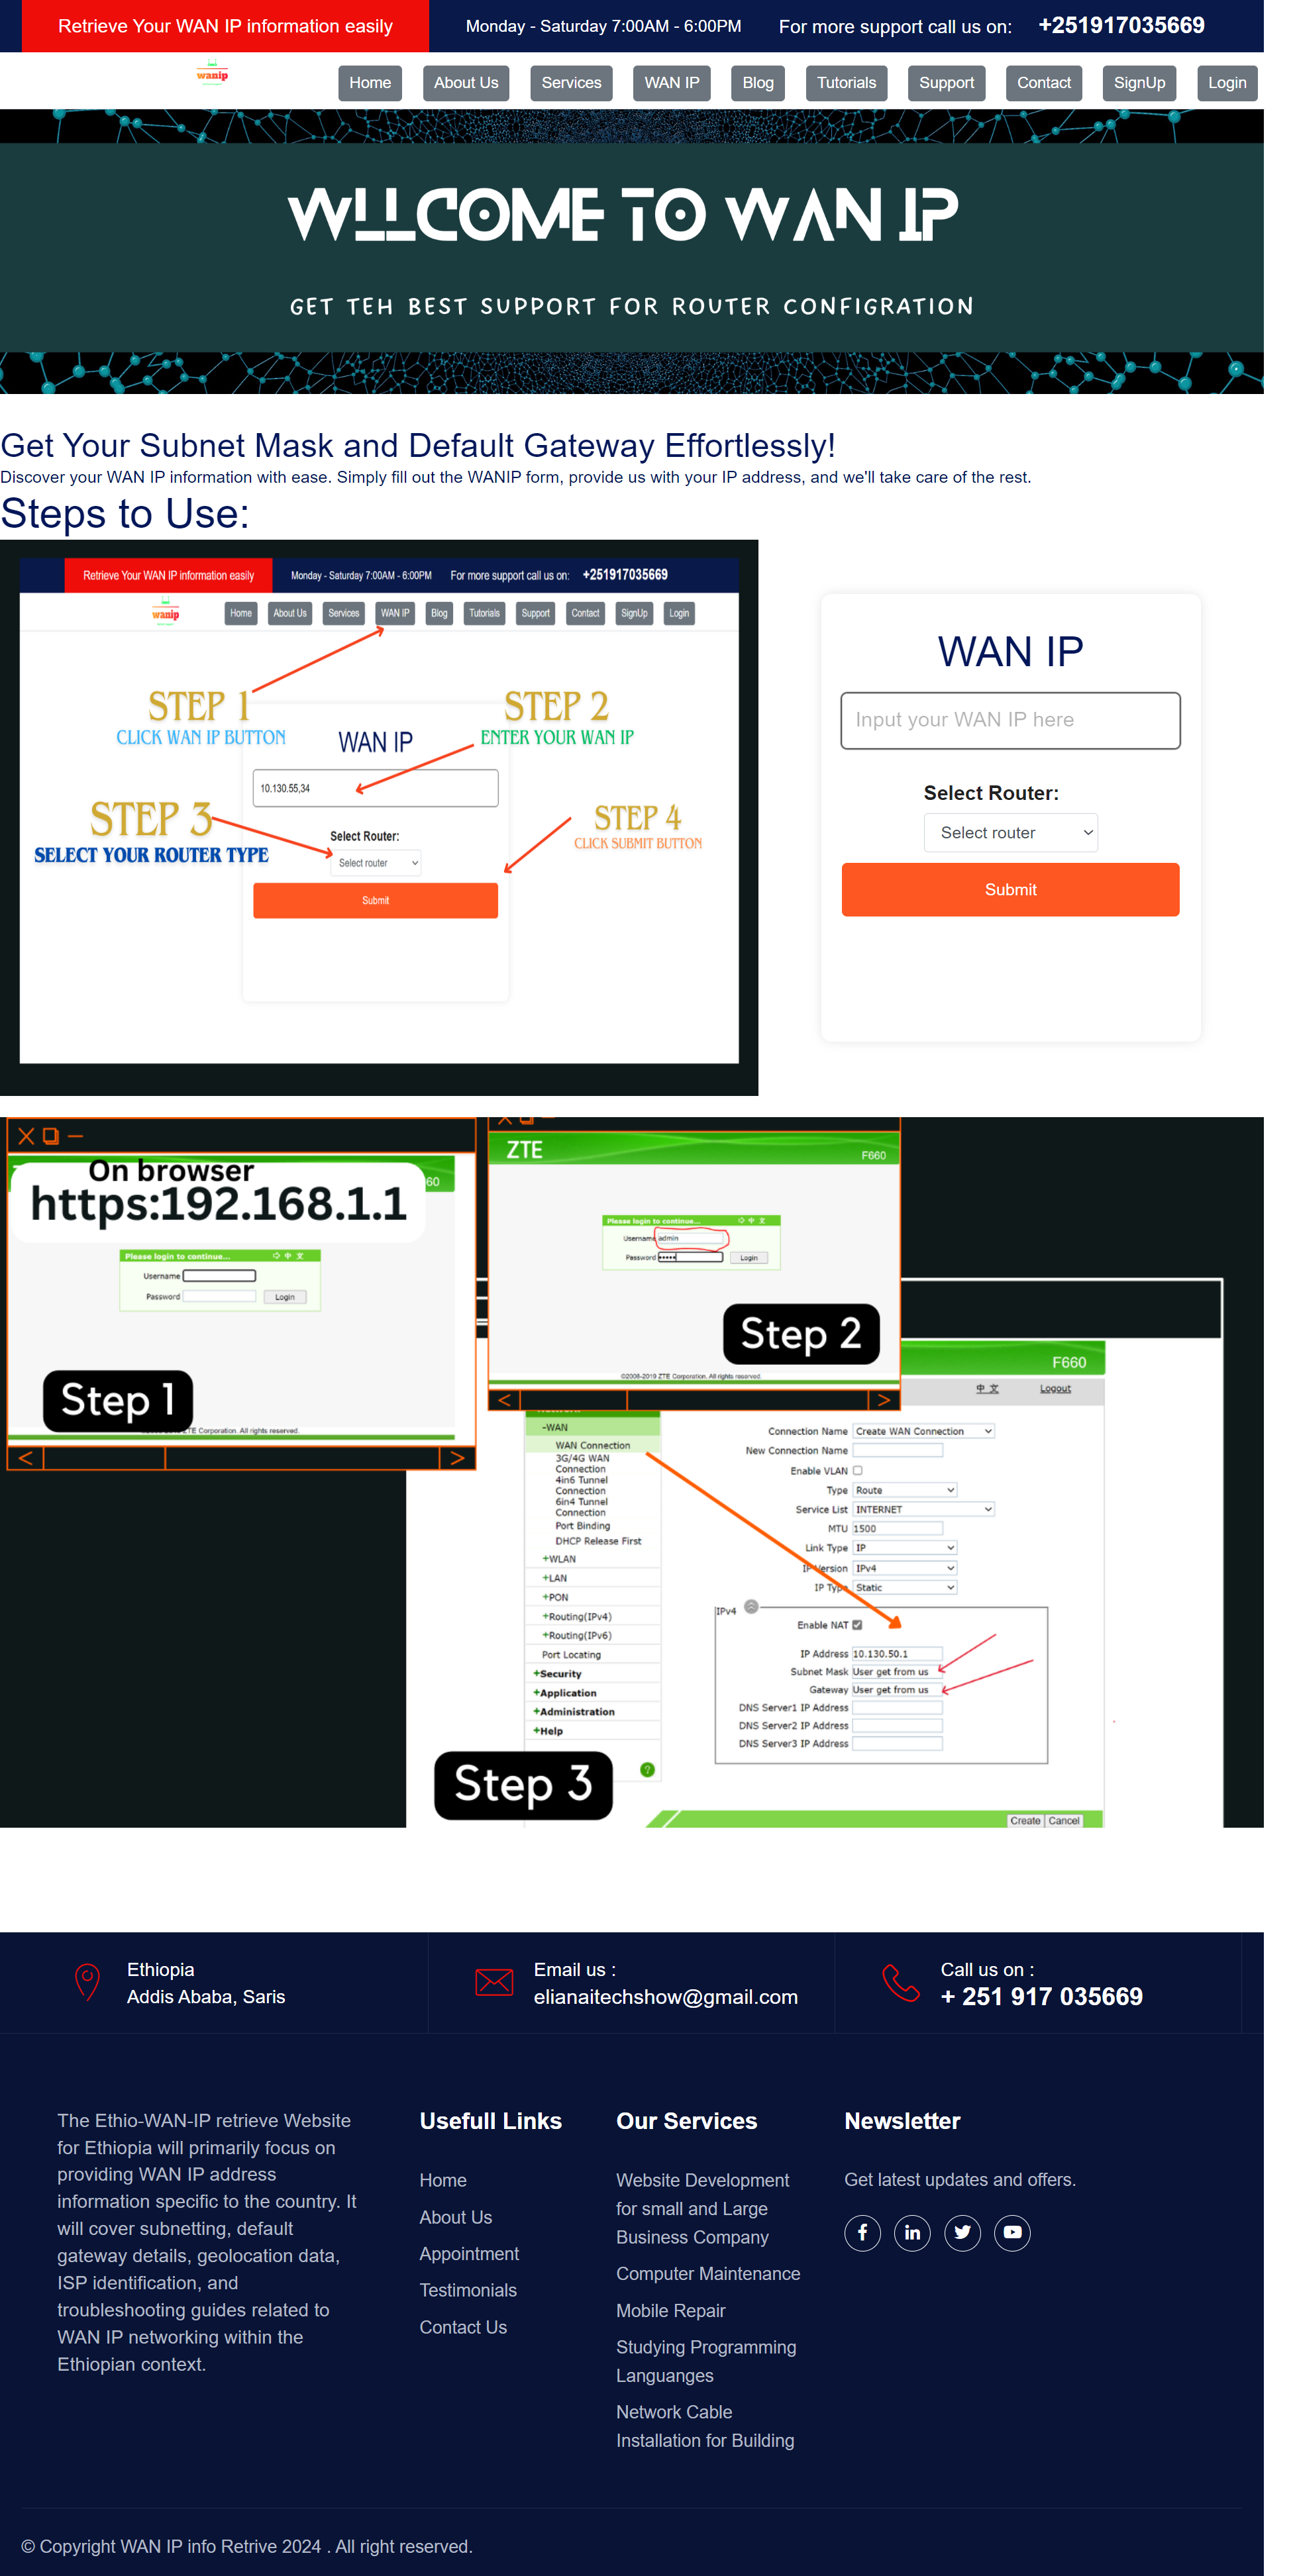 Retrieve Your WAN IP information easily
Monday - Saturday 7:00AM - 6:00PM
For more support call us on:
+251917035669
wanip
Home
About Us
Services
WAN IP
Blog
Tutorials
Support
Contact
SignUp
Login
WELCOME TO WAN IP
GET TEH BEST SUPPORT FOR ROUTER CONFIGRATION
Get Your Subnet Mask and Default Gateway Effortlessly!
Discover your WAN IP information with ease. Simply fill out the WANIP form, provide us with your IP address, and we'll take care of the rest.
Steps to Use:
Retrieve Your WAN IP information easily
Monday - Saturday 7:00AM - 6:00PM
For more support call us on:
+251917035669
wanip
Home
About Us
Services
WAN IP
Blog
Tutorials
Support
Contact
SignUp
Login
STEP 1
CLICK WAN IP BUTTON
STEP 2
ENTER YOUR WAN IP
WAN IP
10.130.55,34
STEP 3
SELECT YOUR ROUTER TYPE
STEP 4
CLICK SUBMIT BUTTON
Select Router:
Select router
Submit
WAN IP
Input your WAN IP here
Select Router:
Select router
Submit
On browser
https:192.168.1.1
60
Please login to continue...
中 文
Username
Password
Login
Step 1
ZTE Corporation. All rights reserved.
ZTE
F660
Please login to continue...
中 文
Username admin
Password •••••
Login
Step 2
©2008-2019 ZTE Corporation. All rights reserved.
F660
中 文
Logout
-WAN
WAN Connection
3G/4G WAN
Connection
4in6 Tunnel
Connection
6in4 Tunnel
Connection
Port Binding
DHCP Release First
+WLAN
+LAN
+PON
+Routing(IPv4)
+Routing(IPv6)
Port Locating
+Security
+Application
+Administration
+Help
?
Connection Name Create WAN Connection
New Connection Name
Enable VLAN
Type Route
Service List INTERNET
MTU 1500
Link Type IP
IP Version IPv4
IP Type Static
IPv4
Enable NAT
IP Address 10.130.50.1
Subnet Mask User get from us
Gateway User get from us
DNS Server1 IP Address
DNS Server2 IP Address
DNS Server3 IP Address
Step 3
Create Cancel
Ethiopia
Addis Ababa, Saris
Email us :
elianaitechshow@gmail.com
Call us on :
+ 251 917 035669
The Ethio-WAN-IP retrieve Website
for Ethiopia will primarily focus on
providing WAN IP address
information specific to the country. It
will cover subnetting, default
gateway details, geolocation data,
ISP identification, and
troubleshooting guides related to
WAN IP networking within the
Ethiopian context.
Usefull Links
Home
About Us
Appointment
Testimonials
Contact Us
Our Services
Website Development
for small and Large
Business Company
Computer Maintenance
Mobile Repair
Studying Programming
Languanges
Network Cable
Installation for Building
Newsletter
Get latest updates and offers.
© Copyright WAN IP info Retrive 2024 . All right reserved.